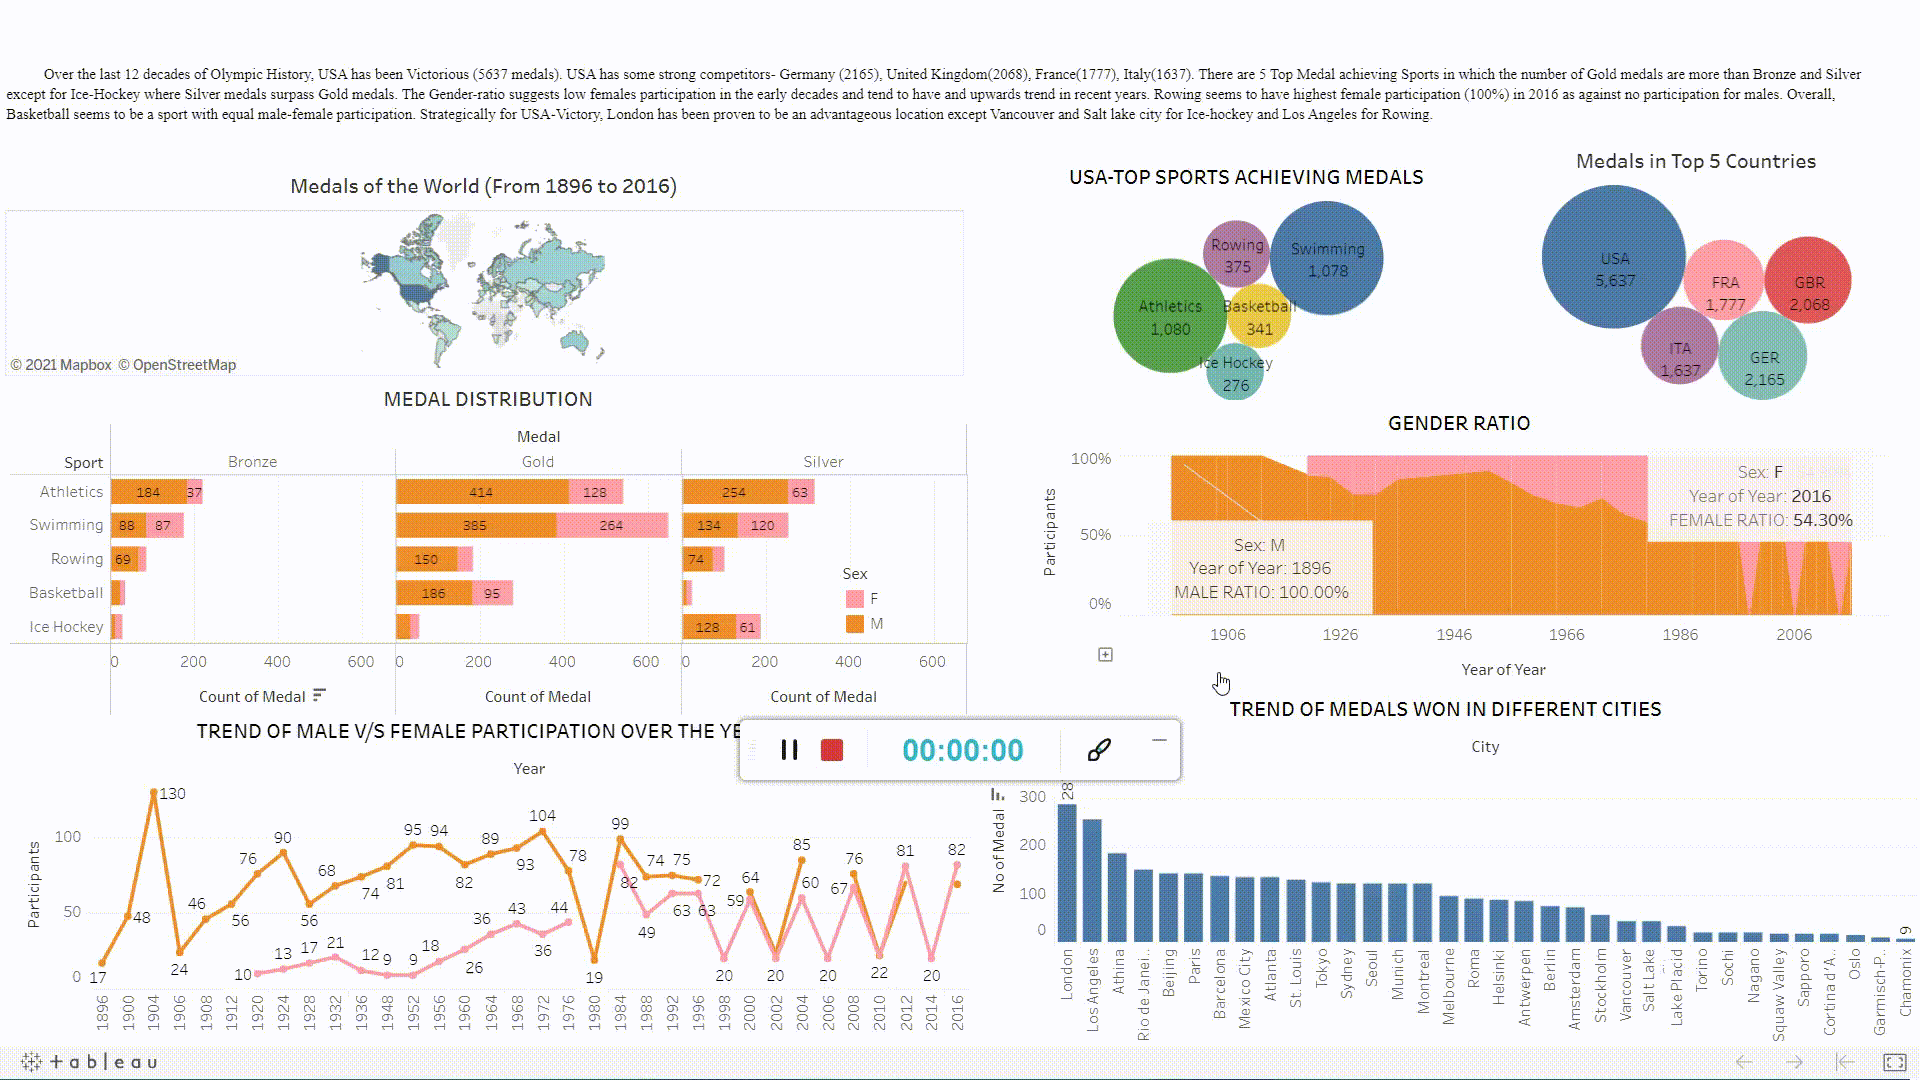 Over the last 12 decades of Olympic History, USA has been Victorious (5637 medals). USA has some strong competitors- Germany (2165), United Kingdom(2068), France(1777), Italy(1637). There are 5 Top Medal achieving Sports in which the number of Gold medals are more than Bronze and Silver
except for Ice-Hockey where Silver medals surpass Gold medals. The Gender-ratio suggests low females participation in the early decades and tend to have and upwards trend in recent years. Rowing seems to have highest female participation (100%) in 2016 as against no participation for males. Overall,
Basketball seems to be a sport with equal male-female participation. Strategically for USA-Victory, London has been proven to be an advantageous location except Vancouver and Salt lake city for Ice-hockey and Los Angeles for Rowing.
Medals of the World (From 1896 to 2016)
© 2021 Mapbox © OpenStreetMap
USA-TOP SPORTS ACHIEVING MEDALS
Rowing
375
Swimming
1,078
Athletics
1,080
Basketball
341
Ice Hockey
276
Medals in Top 5 Countries
USA
5,637
FRA
1,777
GBR
2,068
ITA
1,637
GER
2,165
MEDAL DISTRIBUTION
Medal
Sport Bronze Gold Silver
Athletics 184 37 414 128 254 63
Swimming 88 87 385 264 134 120
Rowing 69 150 74
Basketball 186 95
Ice Hockey 128 61
Sex
F
M
0 200 400 600 0 200 400 600 0 200 400 600
Count of Medal Count of Medal Count of Medal
GENDER RATIO
Participants
100%
50%
0%
Sex: F
Year of Year: 2016
FEMALE RATIO: 54.30%
Sex: M
Year of Year: 1896
MALE RATIO: 100.00%
1906 1926 1946 1966 1986 2006
Year of Year
TREND OF MALE V/S FEMALE PARTICIPATION OVER THE YE
00:00:00
Year
Participants
100
50
0
17 48 130 24 46 56 76 90 56 68 74 81 95 94 82 89 93 104 78 19 99 74 75 72 64 85 76
10 13 17 21 12 9 9 18 26 36 43 36 44 82 49 63 63 20 59 20 60 20 67 22 81 20 82
1896 1900 1904 1906 1908 1912 1920 1924 1928 1932 1936 1948 1952 1956 1960 1964 1968 1972 1976 1980 1984 1988 1992 1996 1998 2000 2002 2004 2006 2008 2010 2012 2014 2016
TREND OF MEDALS WON IN DIFFERENT CITIES
City
No of Medal
300
200
100
0
28
9
London
Los Angeles
Athina
Rio de Janei..
Beijing
Paris
Barcelona
Mexico City
Atlanta
St. Louis
Tokyo
Sydney
Seoul
Munich
Montreal
Melbourne
Roma
Helsinki
Antwerpen
Berlin
Amsterdam
Stockholm
Vancouver
Salt Lake
Lake Placid
Torino
Sochi
Nagano
Squaw Valley
Sapporo
Cortina d'A..
Oslo
Garmisch-P..
Chamonix
+ableau